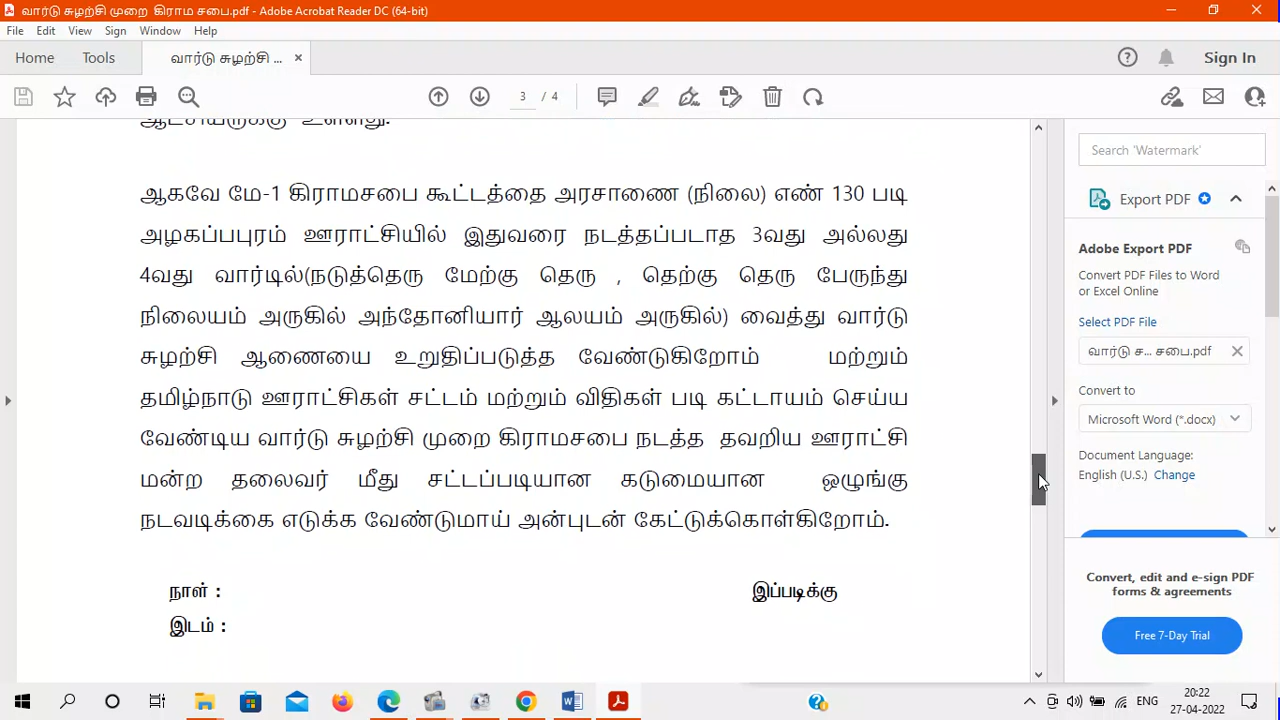 வார்டு சுழற்சி முறை கிராம சபை.pdf - Adobe Acrobat Reader DC (64-bit)
File Edit View Sign Window Help
Home Tools வார்டு சுழற்சி ... × Sign In
3 / 4
Search 'Watermark'
Export PDF
Adobe Export PDF
Convert PDF Files to Word
or Excel Online
Select PDF File
வார்டு ச... சபை.pdf
Convert to
Microsoft Word (*.docx)
Document Language:
English (U.S.) Change
Convert, edit and e-sign PDF
forms & agreements
Free 7-Day Trial
ஆட்சியருக்கு உள்ளது.
ஆகவே மே-1 கிராமசபை கூட்டத்தை அரசாணை (நிலை) எண் 130 படி
அழகப்பபுரம் ஊராட்சியில் இதுவரை நடத்தப்படாத 3வது அல்லது
4வது வார்டில்(நடுத்தெரு மேற்கு தெரு , தெற்கு தெரு பேருந்து
நிலையம் அருகில் அந்தோனியார் ஆலயம் அருகில்) வைத்து வார்டு
சுழற்சி ஆணையை உறுதிப்படுத்த வேண்டுகிறோம் மற்றும்
தமிழ்நாடு ஊராட்சிகள் சட்டம் மற்றும் விதிகள் படி கட்டாயம் செய்ய
வேண்டிய வார்டு சுழற்சி முறை கிராமசபை நடத்த தவறிய ஊராட்சி
மன்ற தலைவர் மீது சட்டப்படியான கடுமையான ஒழுங்கு
நடவடிக்கை எடுக்க வேண்டுமாய் அன்புடன் கேட்டுக்கொள்கிறோம்.
நாள் : இப்படிக்கு
இடம் :
ENG
20:22
27-04-2022